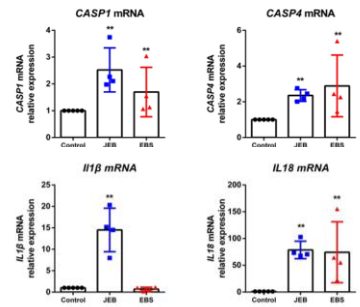 CASP1 mRNA
CASP1 mRNA
relative expression
4
3
2
1
0
**
**
Control
JEB
EBS
CASP4 mRNA
CASP4 mRNA
relative expression
6
4
2
0
**
**
Control
JEB
EBS
Il1β mRNA
IL1β mRNA
relative expression
20
15
10
5
0
**
Control
JEB
EBS
IL18 mRNA
IL18 mRNA
relative expression
200
150
100
50
0
**
**
Control
JEB
EBS